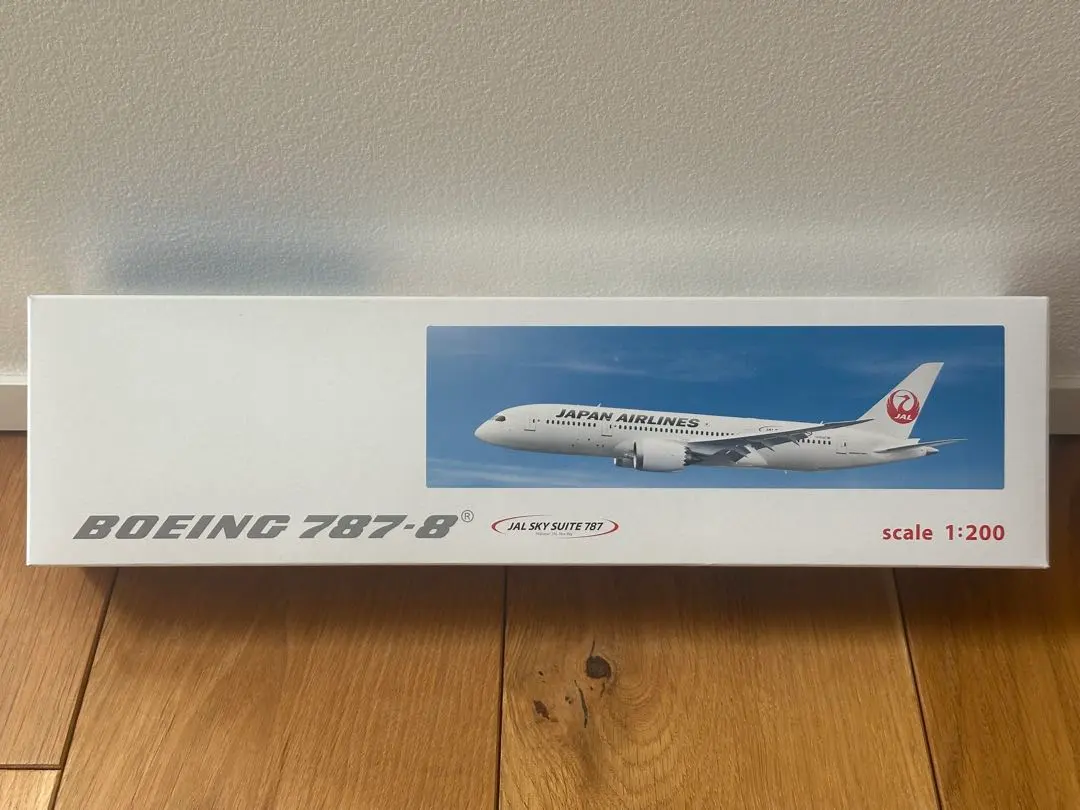 JAPAN AIRLINES
JAL
BOEING 787-8®
JAL SKY SUITE 787
scale 1:200